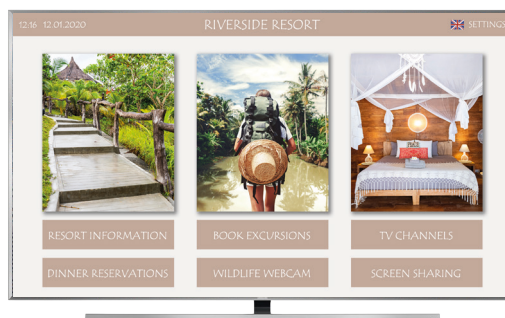 12:16 12.01.2020
RIVERSIDE RESORT
SETTINGS
RESORT INFORMATION
BOOK EXCURSIONS
TV CHANNELS
DINNER RESERVATIONS
WILDLIFE WEBCAM
SCREEN SHARING